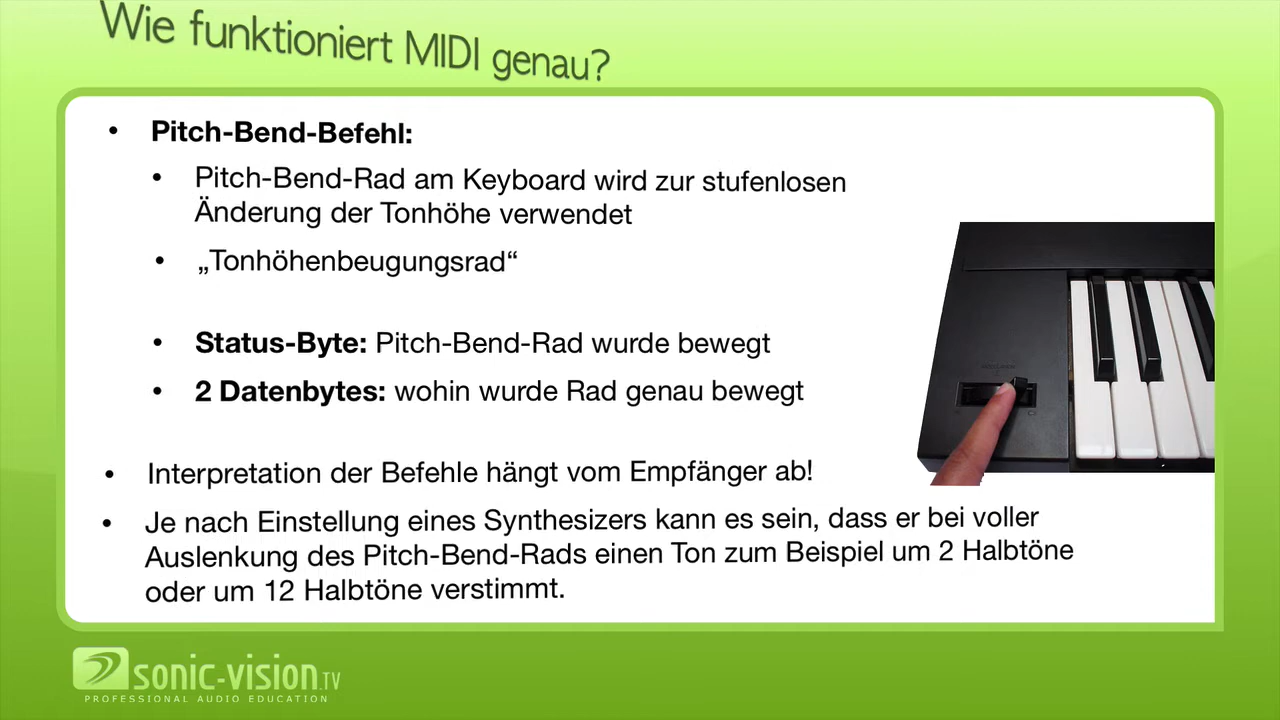 Wie funktioniert MIDI genau?
• Pitch-Bend-Befehl:
• Pitch-Bend-Rad am Keyboard wird zur stufenlosen
Änderung der Tonhöhe verwendet
• „Tonhöhenbeugungsrad“
• Status-Byte: Pitch-Bend-Rad wurde bewegt
• 2 Datenbytes: wohin wurde Rad genau bewegt
• Interpretation der Befehle hängt vom Empfänger ab!
• Je nach Einstellung eines Synthesizers kann es sein, dass er bei voller
Auslenkung des Pitch-Bend-Rads einen Ton zum Beispiel um 2 Halbtöne
oder um 12 Halbtöne verstimmt.
sonic-vision.TV
PROFESSIONAL AUDIO EDUCATION